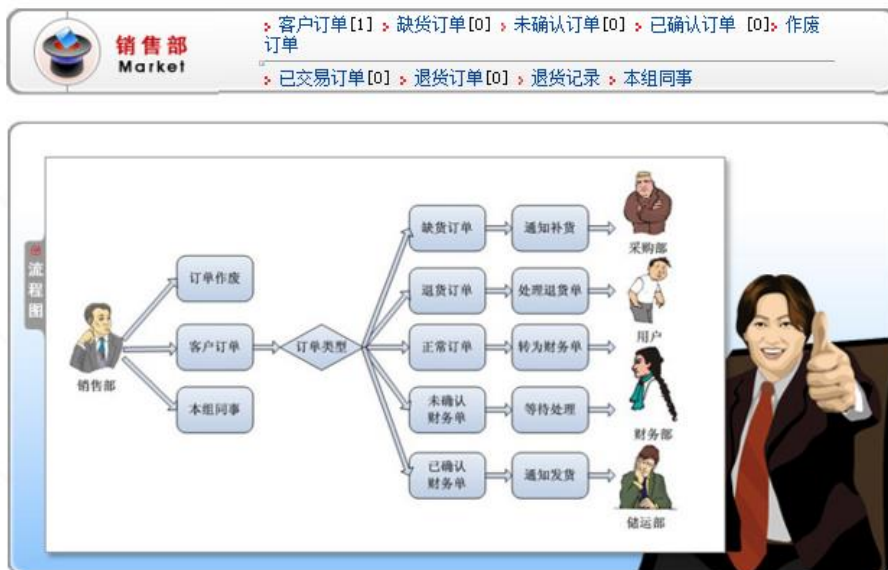 销售部
Market
› 客户订单[1] › 缺货订单[0] › 未确认订单[0] › 已确认订单 [0]› 作废
订单
› 已交易订单[0] › 退货订单[0] › 退货记录 › 本组同事
流程图
销售部
订单作废
客户订单
本组同事
订单类型
缺货订单
通知补货
采购部
退货订单
处理退货单
用户
正常订单
转为财务单
未确认
财务单
等待处理
财务部
已确认
财务单
通知发货
储运部